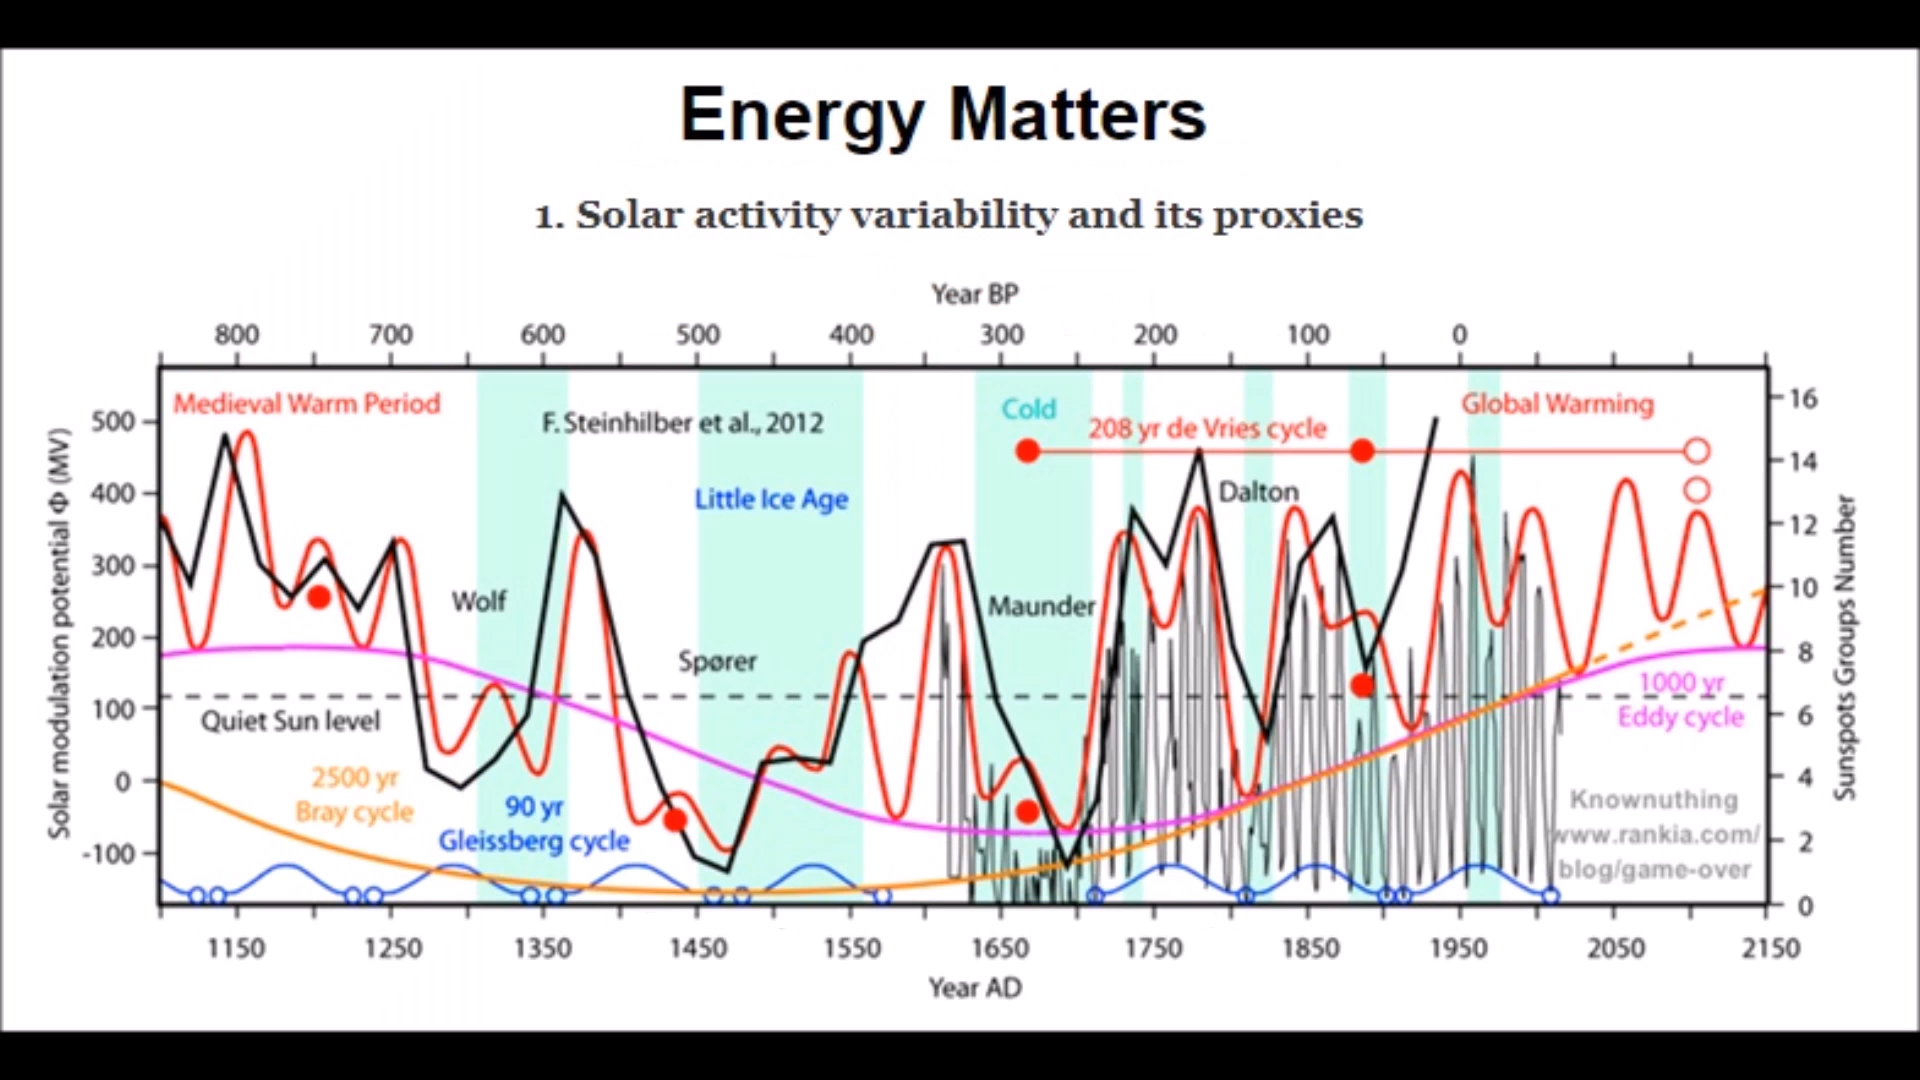 Energy Matters
1. Solar activity variability and its proxies
Year BP
800 700 600 500 400 300 200 100 0
Medieval Warm Period
F. Steinhilber et al., 2012
Cold
208 yr de Vries cycle
Global Warming
Little Ice Age
Dalton
Wolf
Maunder
Spører
Quiet Sun level
1000 yr
Eddy cycle
2500 yr
Bray cycle
90 yr
Gleissberg cycle
Knownuthing
www.rankia.com/
blog/game-over
Solar modulation potential Φ (MV)
500
400
300
200
100
0
-100
Sunspots Groups Number
16
14
12
10
8
6
4
2
0
1150 1250 1350 1450 1550 1650 1750 1850 1950 2050 2150
Year AD